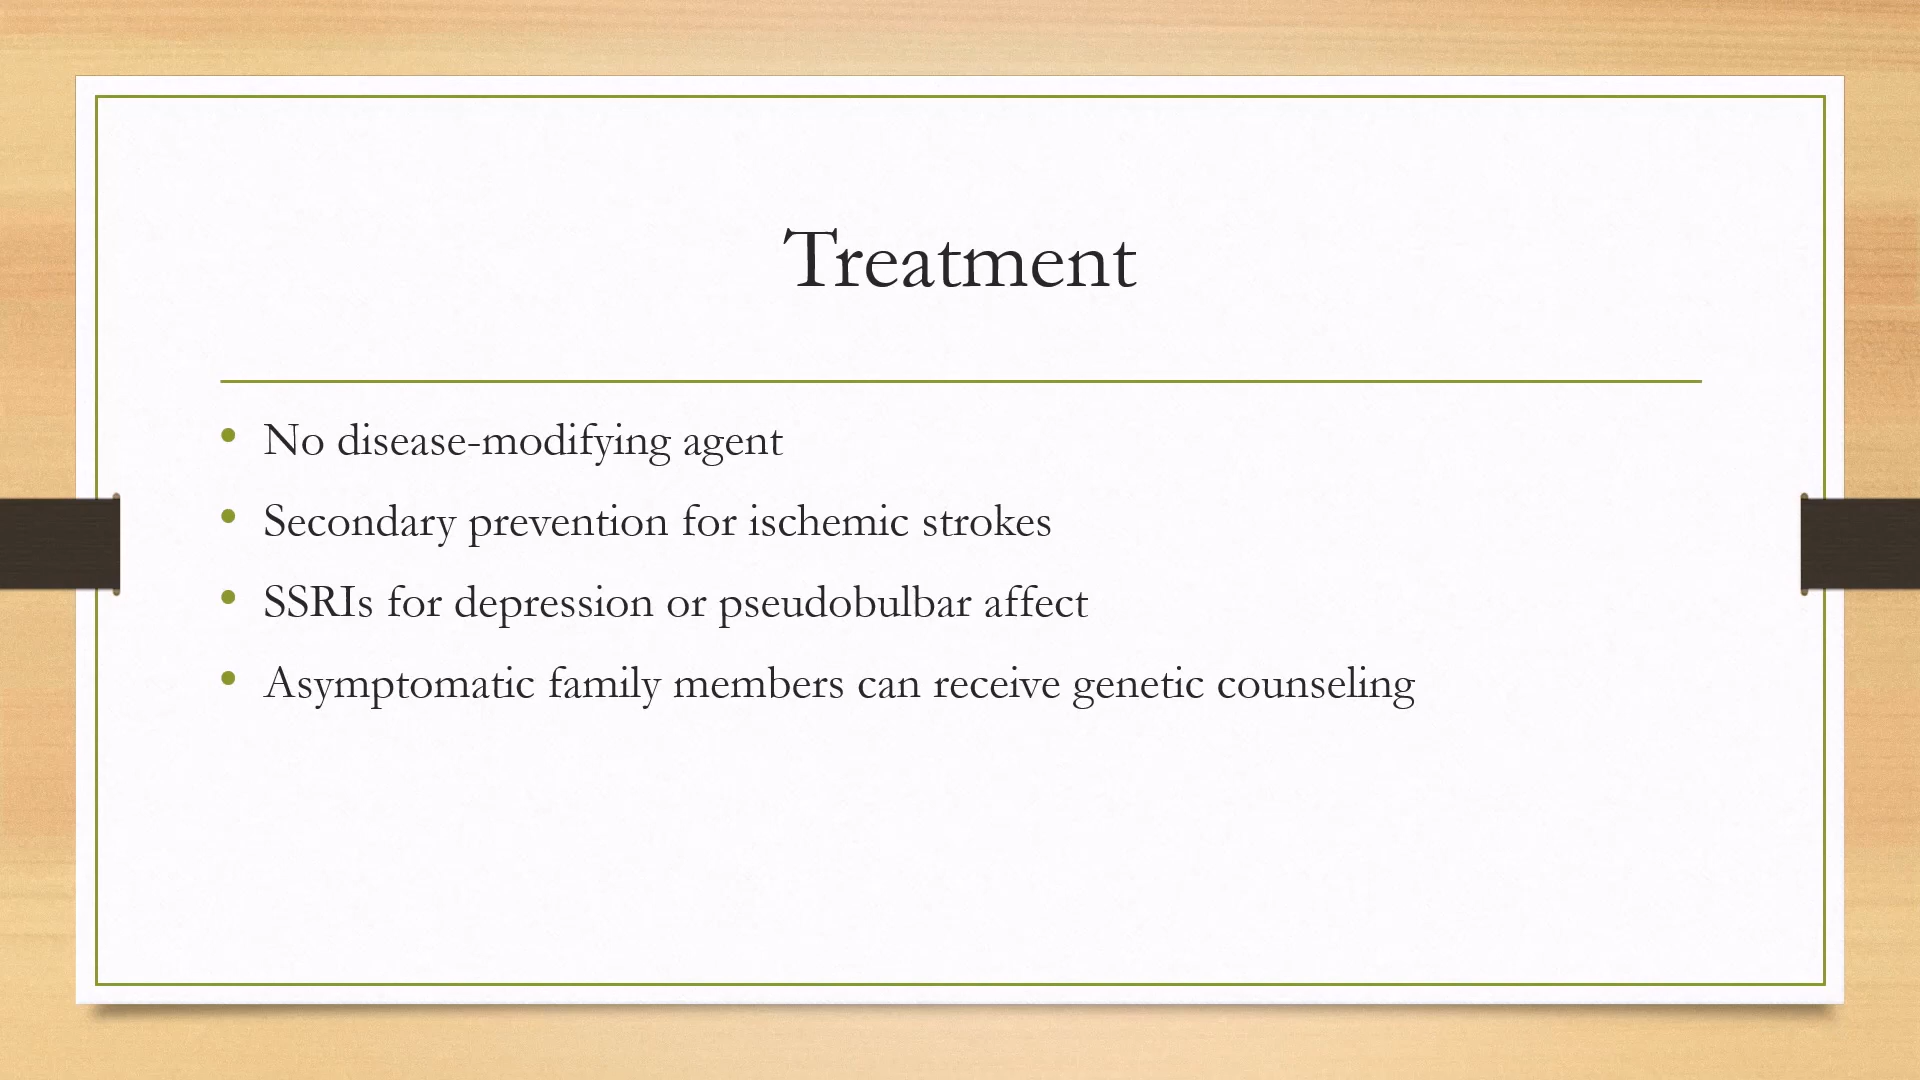 Treatment
• No disease-modifying agent
• Secondary prevention for ischemic strokes
• SSRIs for depression or pseudobulbar affect
• Asymptomatic family members can receive genetic counseling